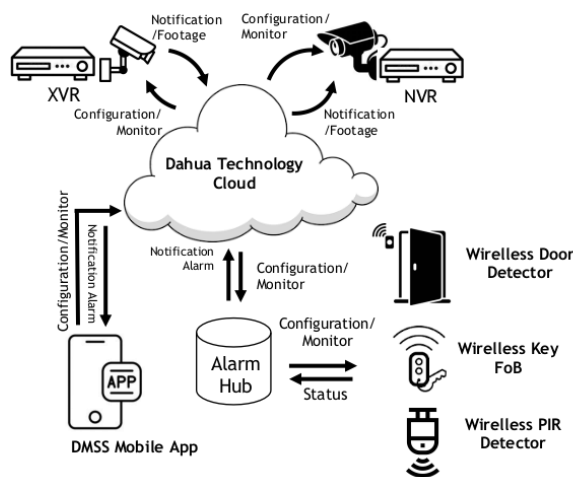 Notification
/Footage
Configuration/
Monitor
XVR
Configuration/
Monitor
NVR
Notification
/Footage
Dahua Technology
Cloud
Configuration/Monitor
Notification Alarm
Notification
Alarm
Configuration/
Monitor
Wireless Door
Detector
Configuration/
Monitor
Alarm
Hub
Status
Wireless Key
FoB
APP
DMSS Mobile App
Wireless PIR
Detector